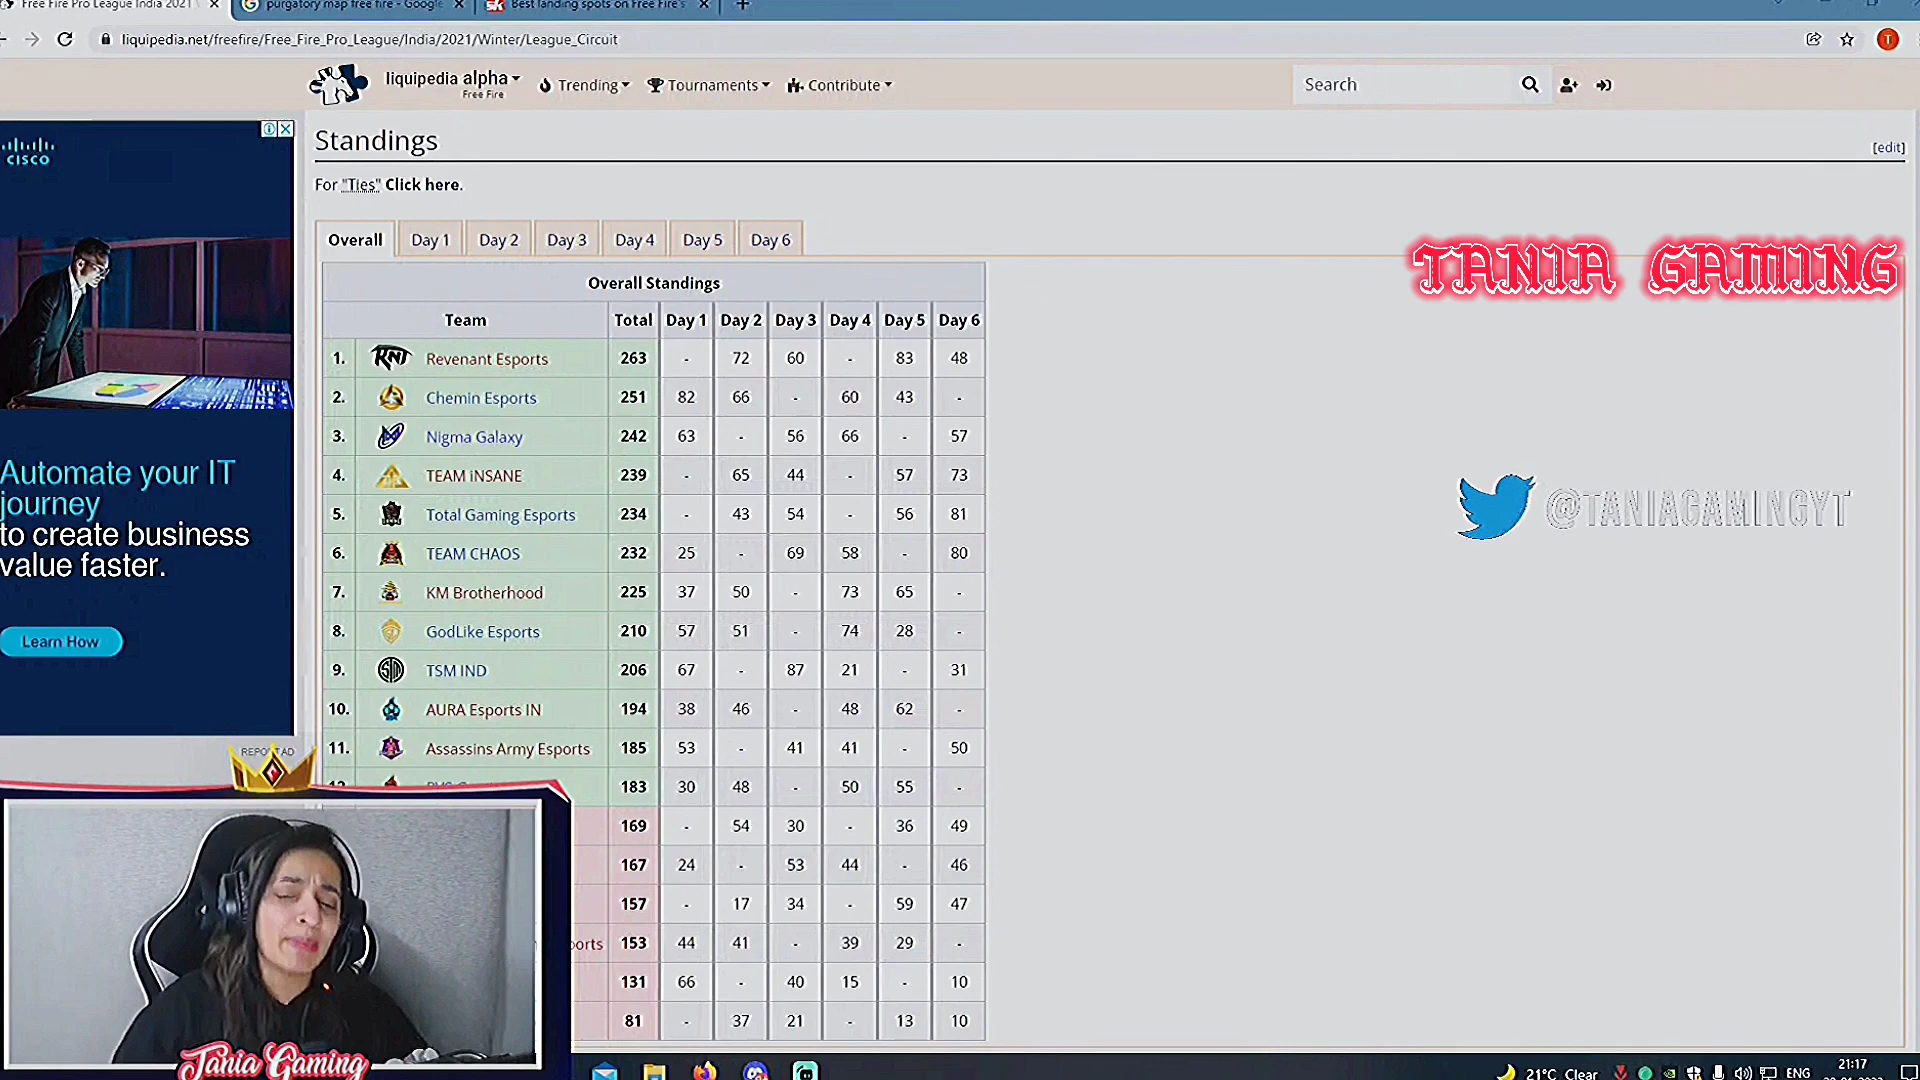 Free Fire Pro League India 2021
purgatory map free fire - Google
Best landing spots on Free Fire's
liquipedia.net/freefire/Free_Fire_Pro_League/India/2021/Winter/League_Circuit
T
liquipedia alpha
Free Fire
Trending
Tournaments
Contribute
Search
CISCO
Automate your IT
journey
to create business
value faster.
Learn How
REPORT AD
Standings
[edit]
For "Ties" Click here.
Overall Day 1 Day 2 Day 3 Day 4 Day 5 Day 6
Overall Standings
Team Total Day 1 Day 2 Day 3 Day 4 Day 5 Day 6
1. RNT Revenant Esports 263 - 72 60 - 83 48
2. Chemin Esports 251 82 66 - 60 43 -
3. Nigma Galaxy 242 63 - 56 66 - 57
4. TEAM iNSANE 239 - 65 44 - 57 73
5. Total Gaming Esports 234 - 43 54 - 56 81
6. TEAM CHAOS 232 25 - 69 58 - 80
7. KM Brotherhood 225 37 50 - 73 65 -
8. GodLike Esports 210 57 51 - 74 28 -
9. TSM IND 206 67 - 87 21 - 31
10. AURA Esports IN 194 38 46 - 48 62 -
11. Assassins Army Esports 185 53 - 41 41 - 50
183 30 48 - 50 55 -
169 - 54 30 - 36 49
167 24 - 53 44 - 46
157 - 17 34 - 59 47
153 44 41 - 39 29 -
131 66 - 40 15 - 10
81 - 37 21 - 13 10
TANIA GAMING
@TANIAGAMINGYT
Tania Gaming
21°C Clear
ENG
21:17